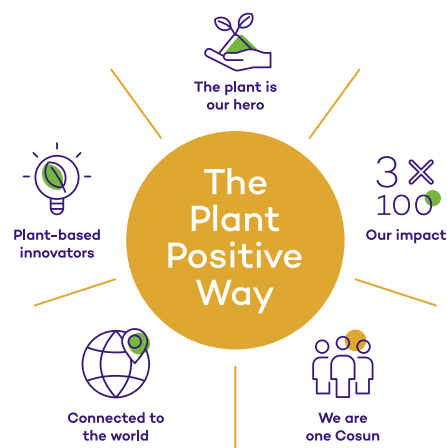 The plant is
our hero
The
Plant
Positive
Way
3 ×
100
Our impact
Plant-based
innovators
Connected to
the world
We are
one Cosun